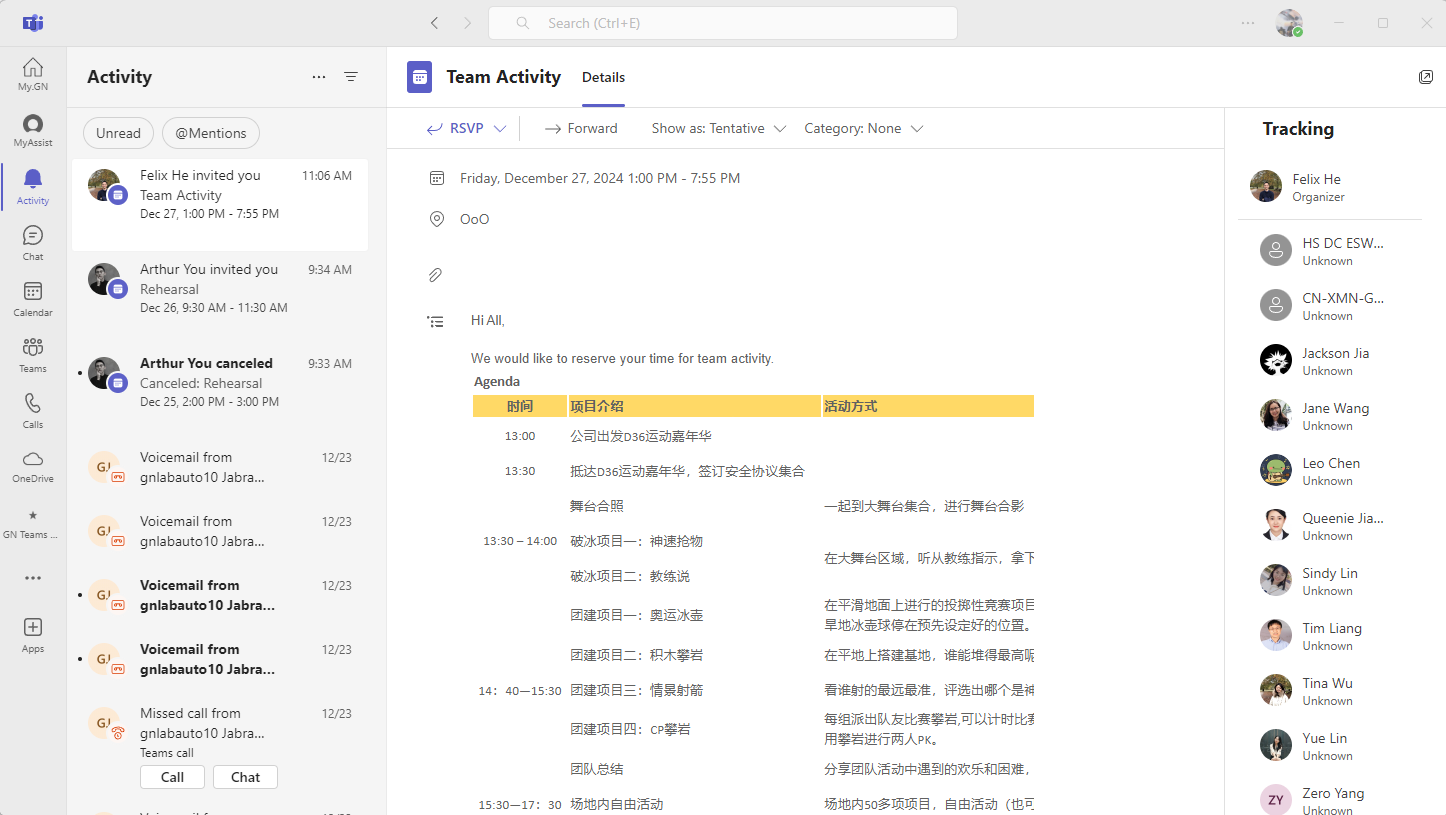 Search (Ctrl+E)
My.GN
MyAssist
Activity
Chat
Calendar
Teams
Calls
OneDrive
GN Teams ...
Apps
Activity
Unread
@Mentions
Felix He invited you 11:06 AM
Team Activity
Dec 27, 1:00 PM - 7:55 PM
Arthur You invited you 9:34 AM
Rehearsal
Dec 26, 9:30 AM - 11:30 AM
Arthur You canceled 9:33 AM
Canceled: Rehearsal
Dec 25, 2:00 PM - 3:00 PM
GJ
Voicemail from 12/23
gnlabauto10 Jabra...
GJ
Voicemail from 12/23
gnlabauto10 Jabra...
GJ
Voicemail from 12/23
gnlabauto10 Jabra...
GJ
Voicemail from 12/23
gnlabauto10 Jabra...
GJ
Missed call from 12/23
gnlabauto10 Jabra...
Teams call
Call Chat
Team Activity Details
RSVP Forward Show as: Tentative Category: None
Friday, December 27, 2024 1:00 PM - 7:55 PM
OoO
Hi All,
We would like to reserve your time for team activity.
Agenda
时间 项目介绍 活动方式
13:00 公司出发D36运动嘉年华
13:30 抵达D36运动嘉年华，签订安全协议集合
舞台合照 一起到大舞台集合，进行舞台合影
13:30 – 14:00 破冰项目一：神速抢物
在大舞台区域，听从教练指示，拿下
破冰项目二：教练说
团建项目一：奥运冰壶 在平滑地面上进行的投掷性竞赛项目
旱地冰壶球停在预先设定好的位置。
团建项目二：积木攀岩 在平地上搭建基地，谁能堆得最高呢
14：40—15:30 团建项目三：情景射箭 看谁射的最远最准，评选出哪个是神
团建项目四：CP攀岩 每组派出队友比赛攀岩,可以计时比赛
用攀岩进行两人PK。
团队总结 分享团队活动中遇到的欢乐和困难，
15:30—17：30 场地内自由活动 场地内50多项项目，自由活动（也可
Tracking
Felix He
Organizer
HS DC ESW...
Unknown
CN-XMN-G...
Unknown
Jackson Jia
Unknown
Jane Wang
Unknown
Leo Chen
Unknown
Queenie Jia...
Unknown
Sindy Lin
Unknown
Tim Liang
Unknown
Tina Wu
Unknown
Yue Lin
Unknown
ZY
Zero Yang
Unknown